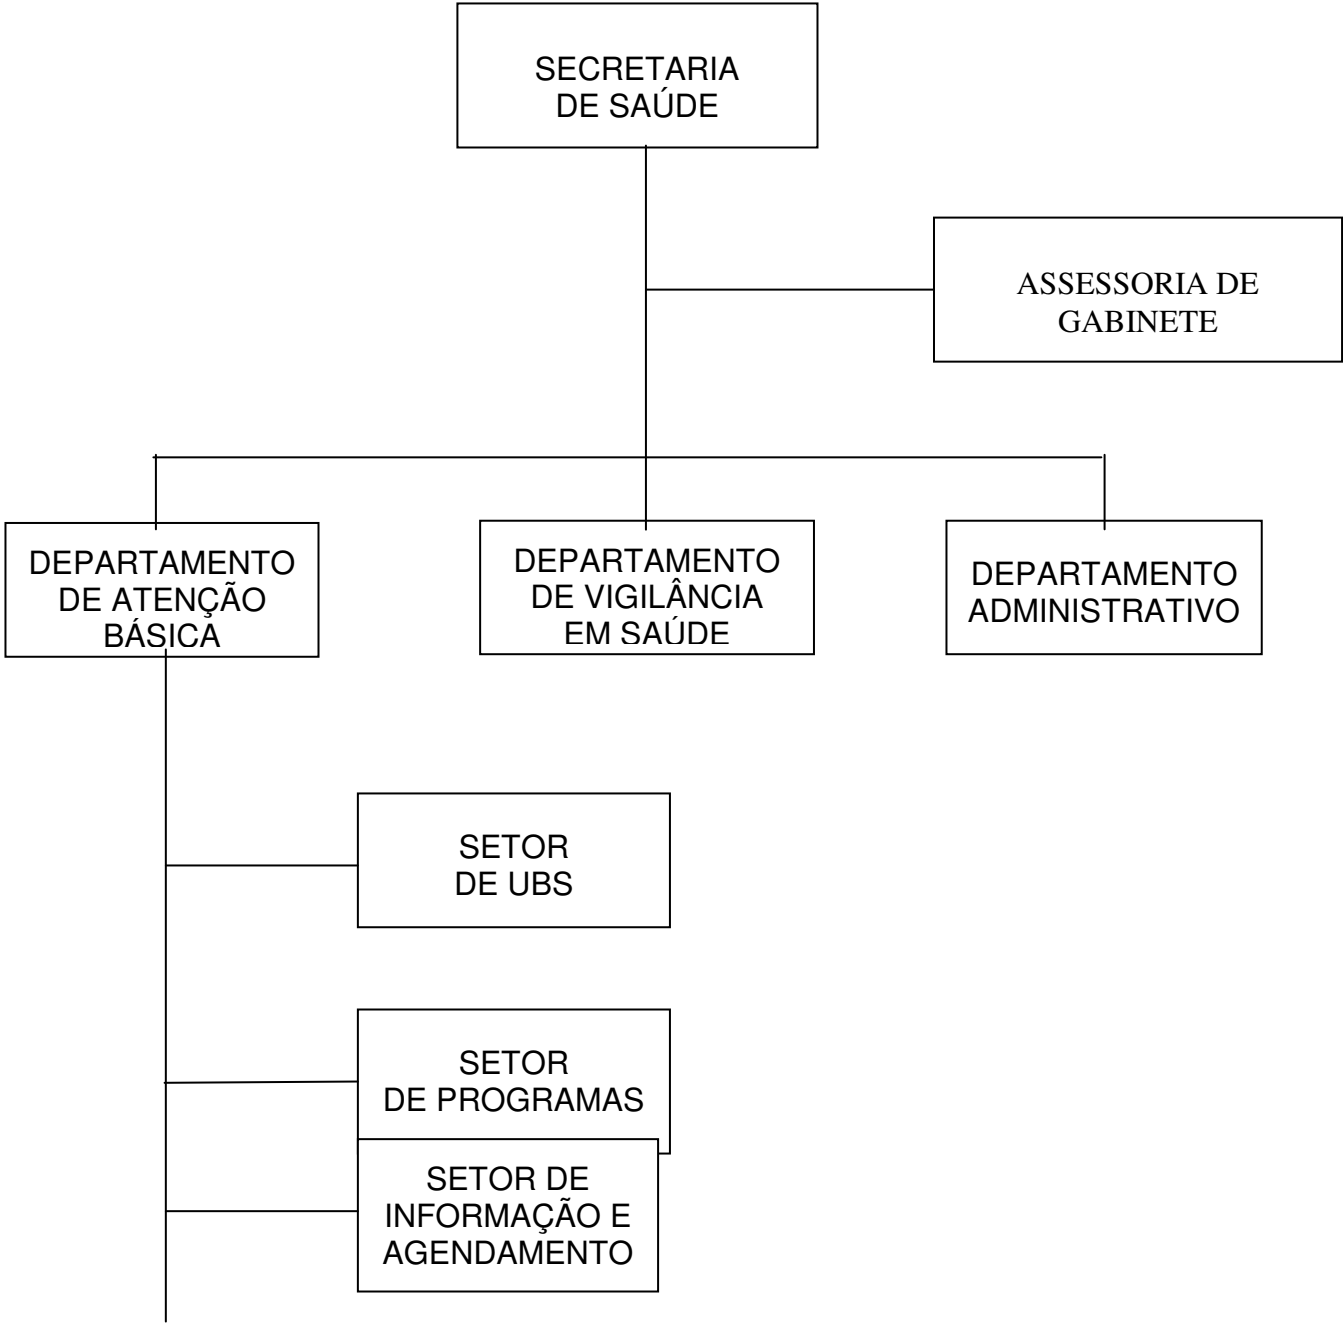 SECRETARIA
DE SAÚDE
ASSESSORIA DE
GABINETE
DEPARTAMENTO
DE ATENÇÃO
BÁSICA
DEPARTAMENTO
DE VIGILÂNCIA
EM SAÚDE
DEPARTAMENTO
ADMINISTRATIVO
SETOR
DE UBS
SETOR
DE PROGRAMAS
SETOR DE
INFORMAÇÃO E
AGENDAMENTO